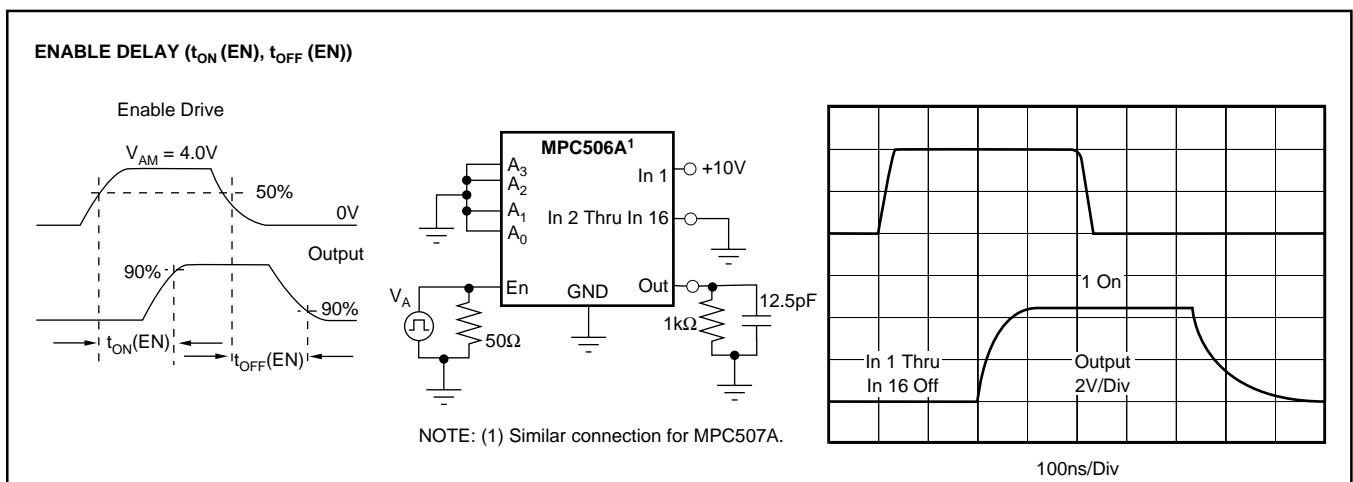 ENABLE DELAY (tON (EN), tOFF (EN))
Enable Drive
VAM = 4.0V
50%
0V
Output
90%
90%
tON(EN)
tOFF(EN)
MPC506A1
A3
A2
A1
A0
In 1
+10V
In 2 Thru In 16
En
GND
Out
VA
50Ω
1kΩ
12.5pF
NOTE: (1) Similar connection for MPC507A.
1 On
In 1 Thru
In 16 Off
Output
2V/Div
100ns/Div